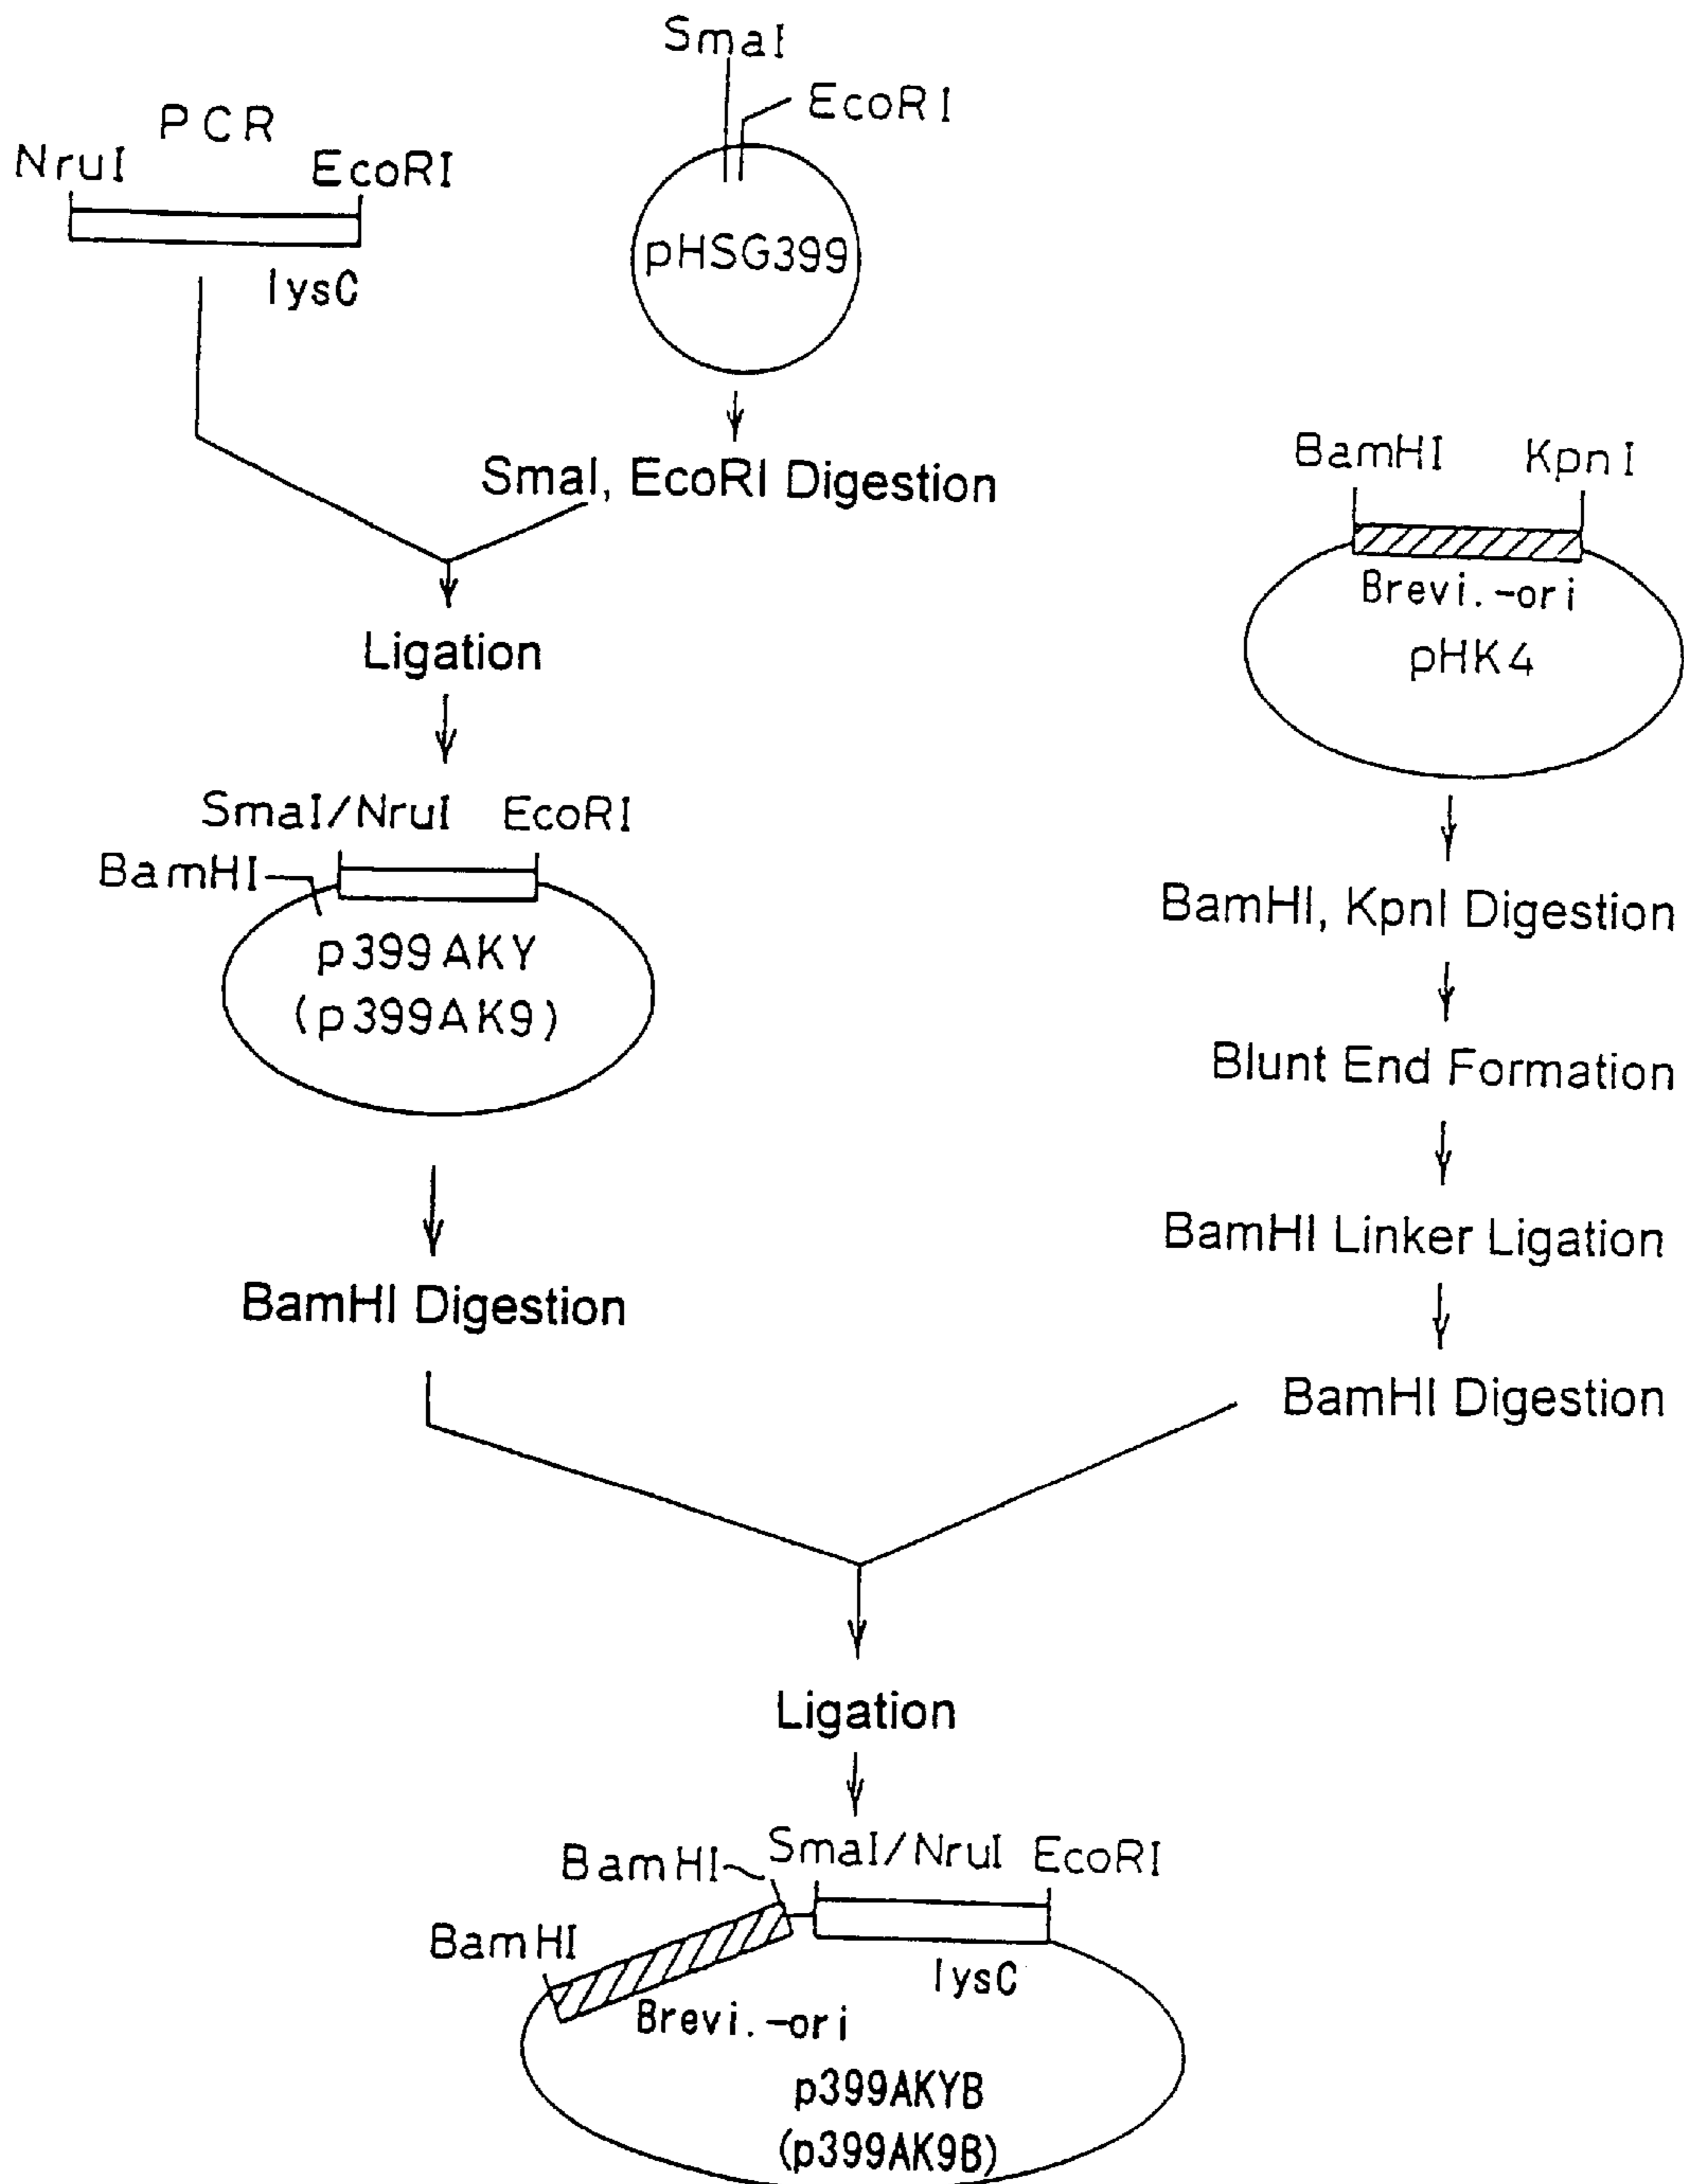 SmaI
EcoRI
PCR
NruI
EcoRI
lysC
pHSG399
SmaI, EcoRI Digestion
Ligation
BamHI
KpnI
Brevi.-ori
pHK4
SmaI/NruI
EcoRI
BamHI
p399AKY
(p399AK9)
BamHI, KpnI Digestion
Blunt End Formation
BamHI Linker Ligation
BamHI Digestion
BamHI Digestion
Ligation
BamHI
SmaI/NruI
EcoRI
BamHI
lysC
Brevi.-ori
p399AKYB
(p399AK9B)